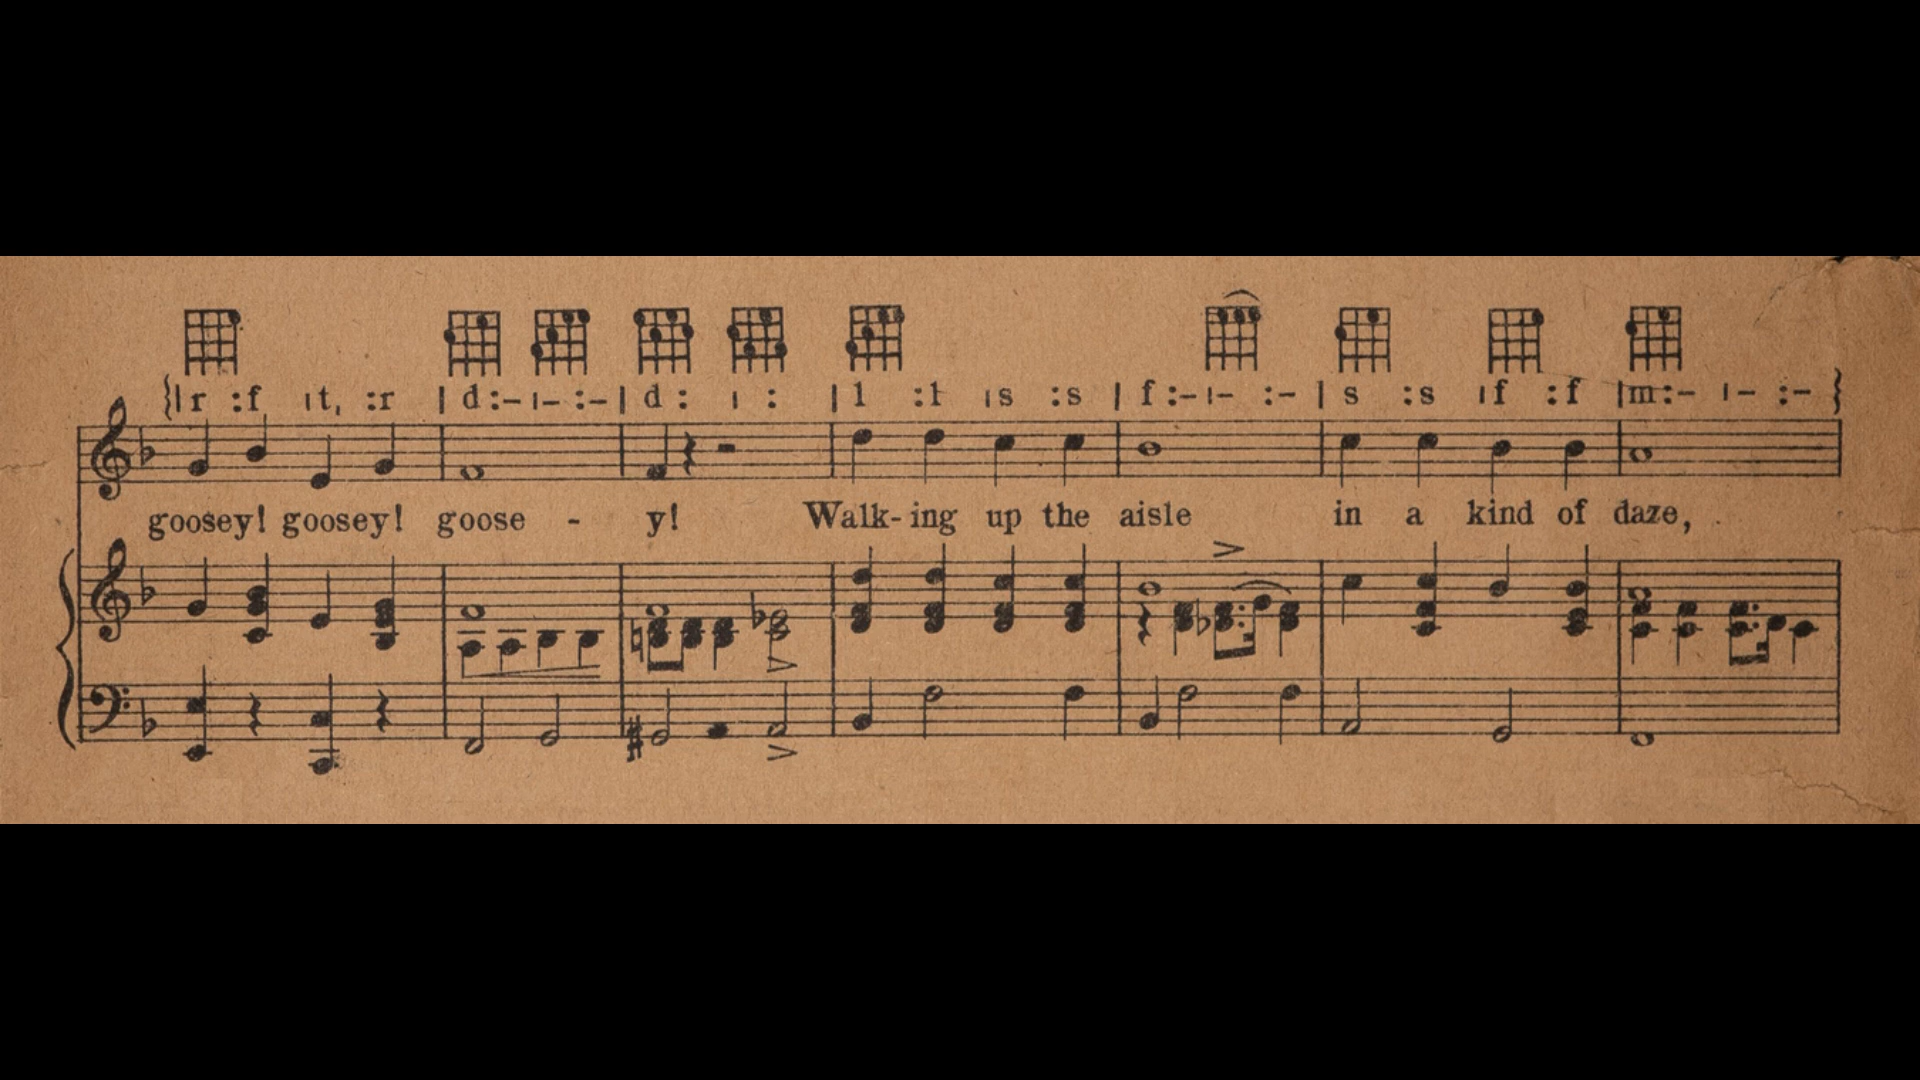 {| r :f ı t, :r | d :– ı – :– | d : ı : | l :l ı s :s | f :– ı – :– | s :s ı f :f | m :– ı – :– }
goosey! goosey! goose - y! Walk- ing up the aisle in a kind of daze,